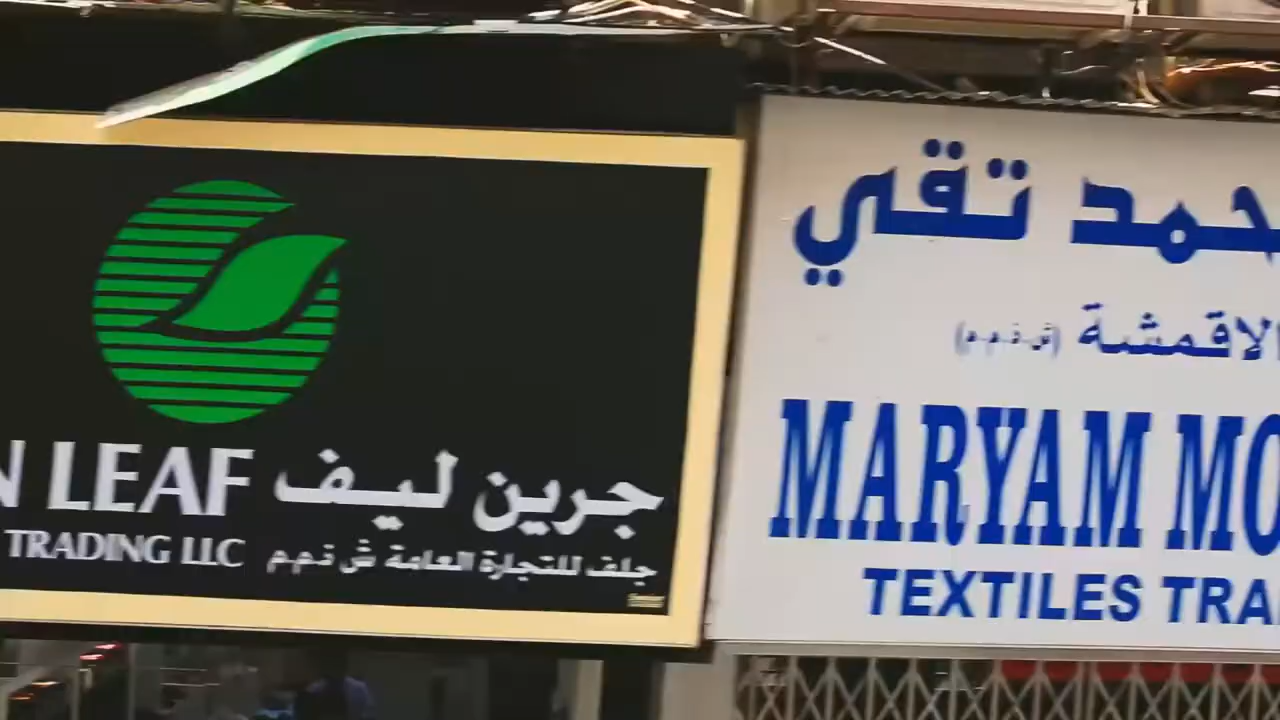 N LEAF جرين ليف
TRADING LLC جلف للتجارة العامة ش ذ.م.م
حمد تقي
الاقمشة (ش.ذ.م.م)
MARYAM MO
TEXTILES TRA